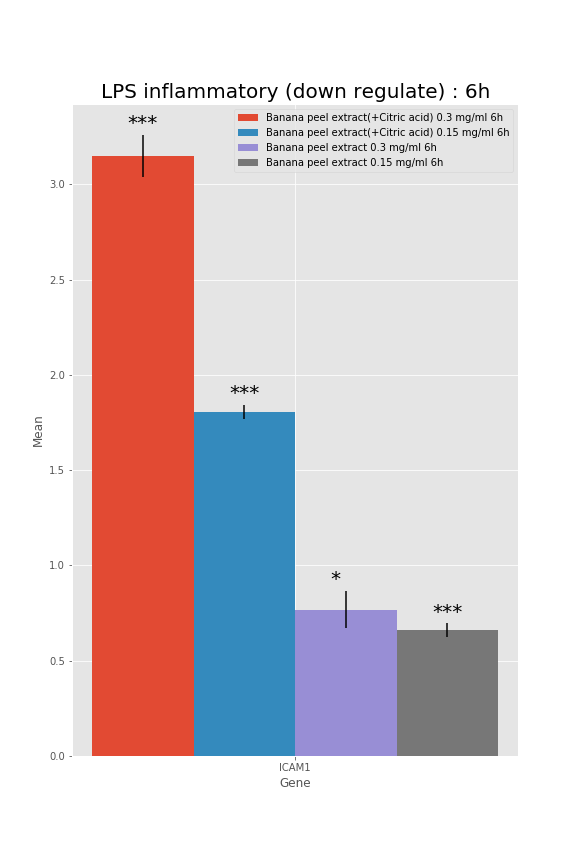 LPS inflammatory (down regulate) : 6h
***
Banana peel extract(+Citric acid) 0.3 mg/ml 6h
Banana peel extract(+Citric acid) 0.15 mg/ml 6h
Banana peel extract 0.3 mg/ml 6h
Banana peel extract 0.15 mg/ml 6h
3.0
2.5
2.0
***
Mean
1.5
1.0
*
***
0.5
0.0
ICAM1
Gene